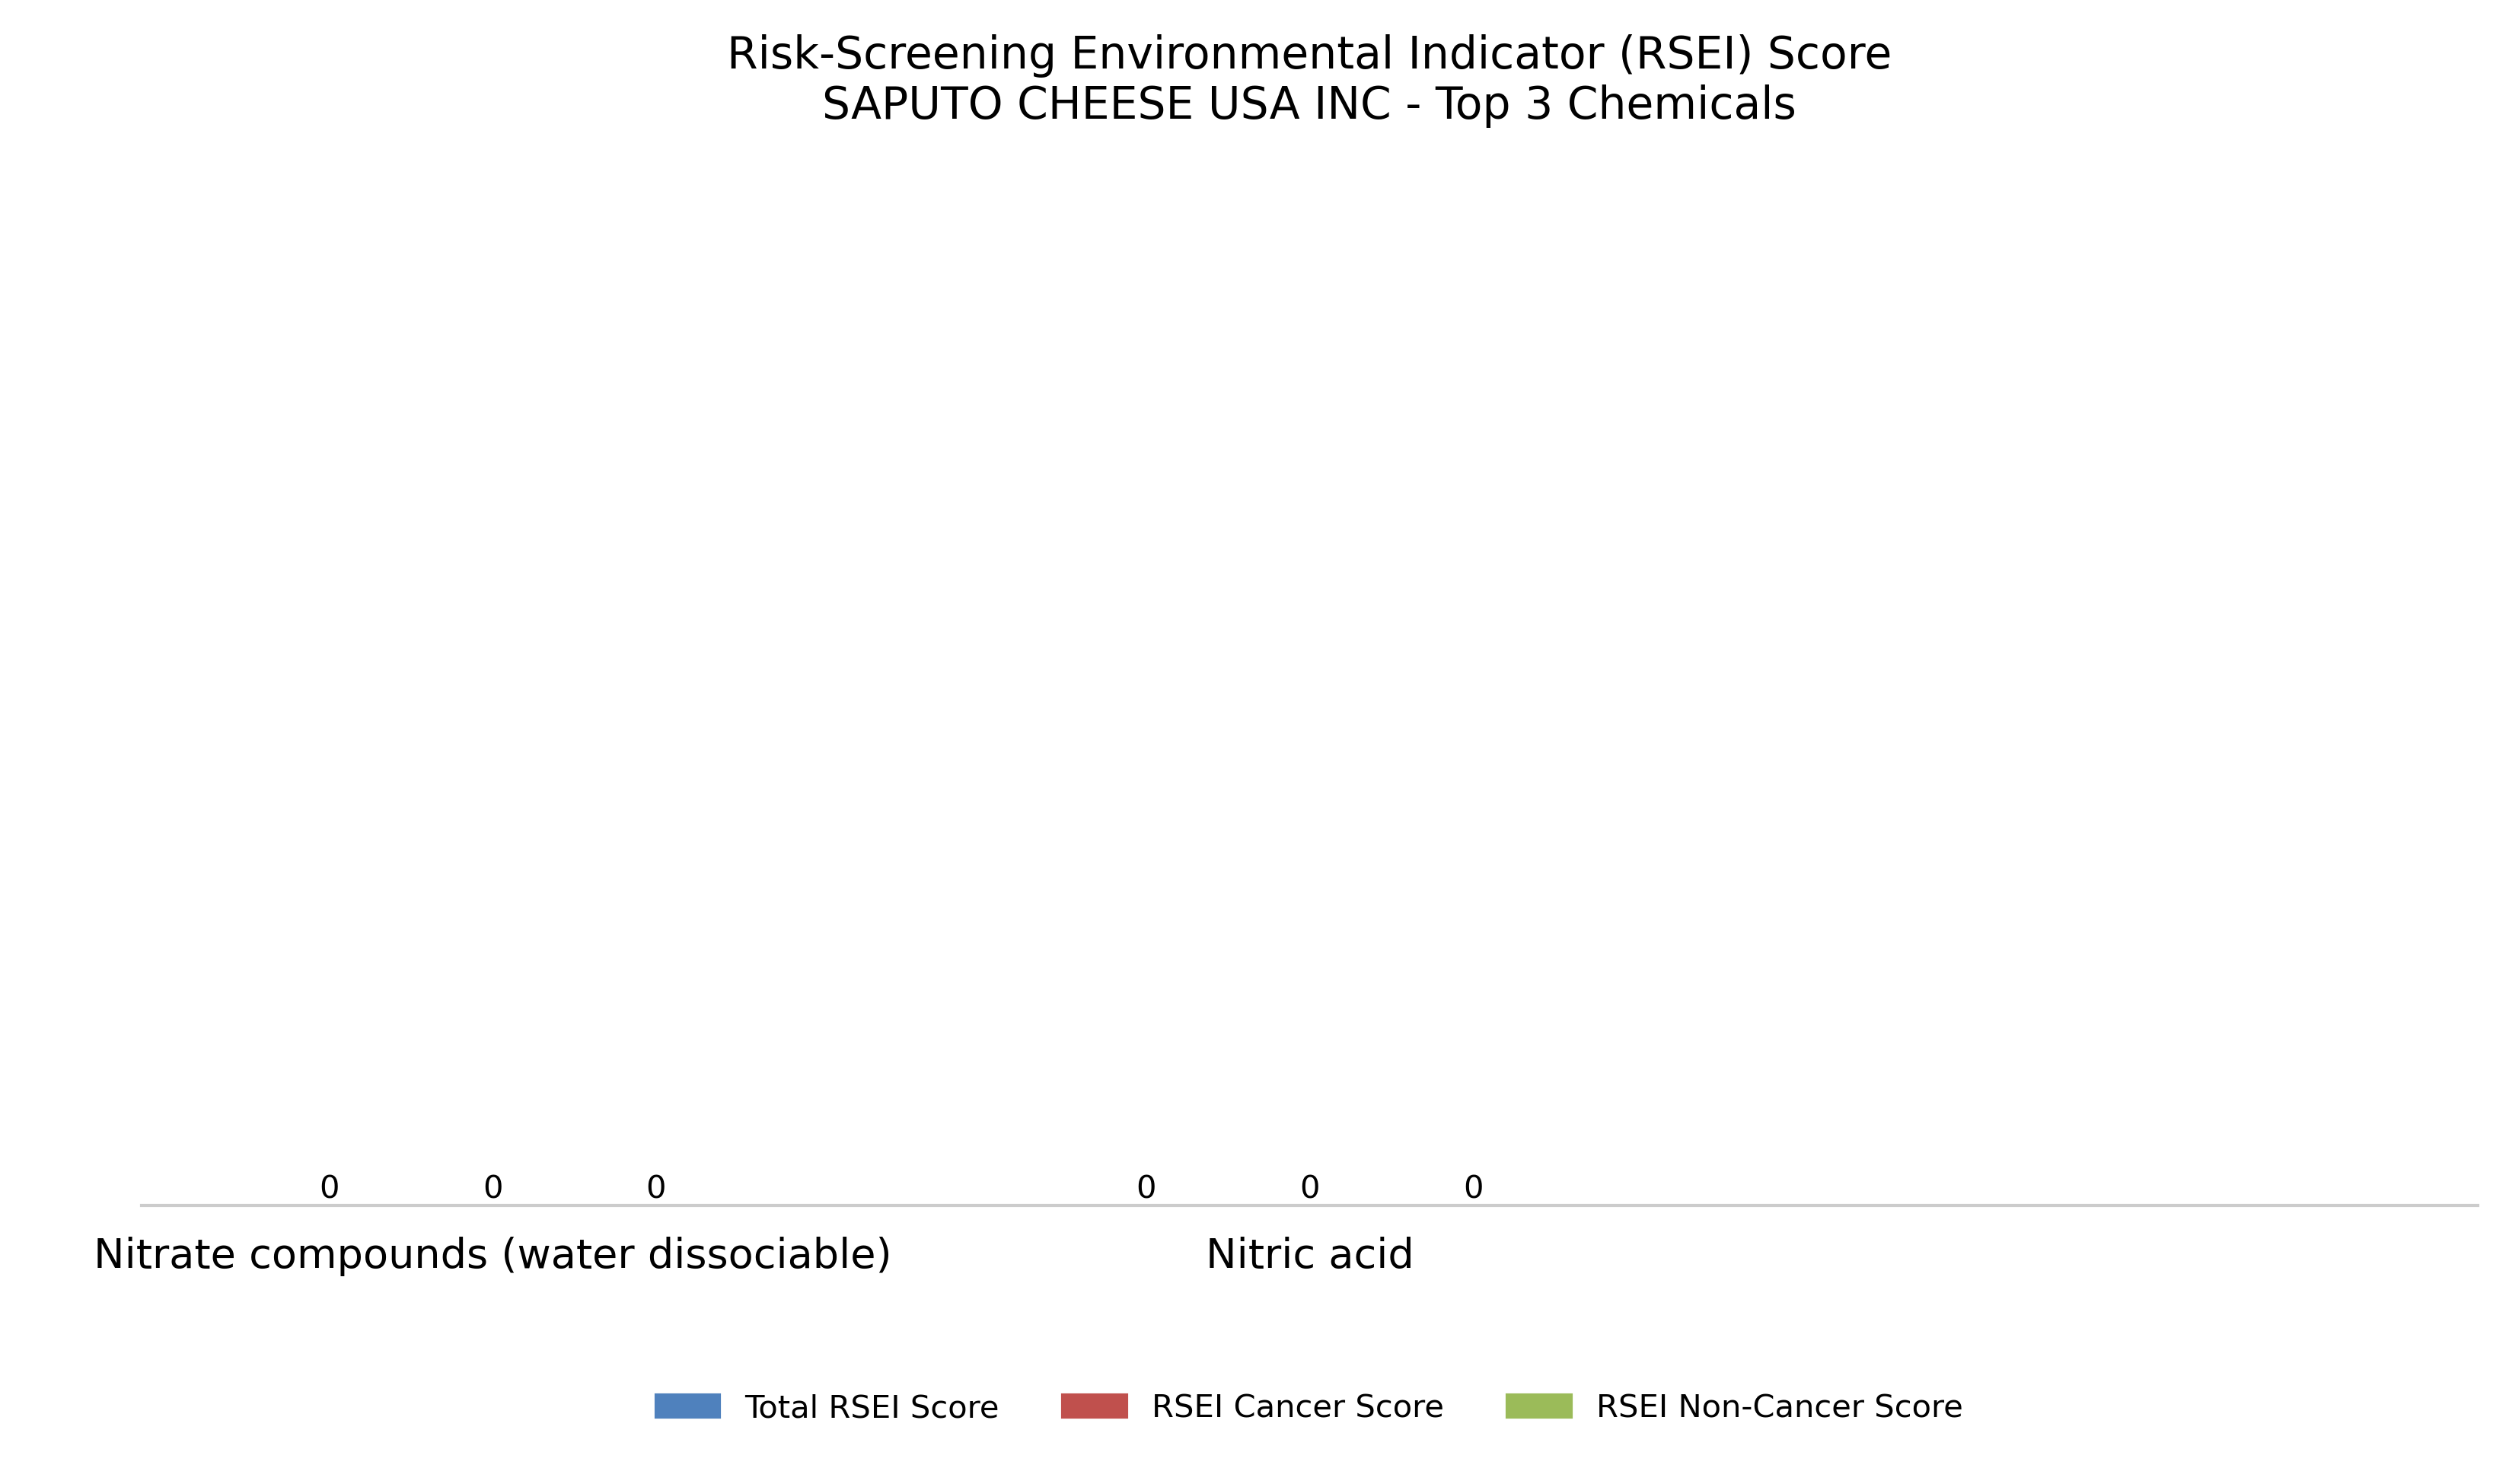 Risk-Screening Environmental Indicator (RSEI) Score
SAPUTO CHEESE USA INC - Top 3 Chemicals
0 0 0 0 0 0
Nitrate compounds (water dissociable) Nitric acid
Total RSEI Score RSEI Cancer Score RSEI Non-Cancer Score